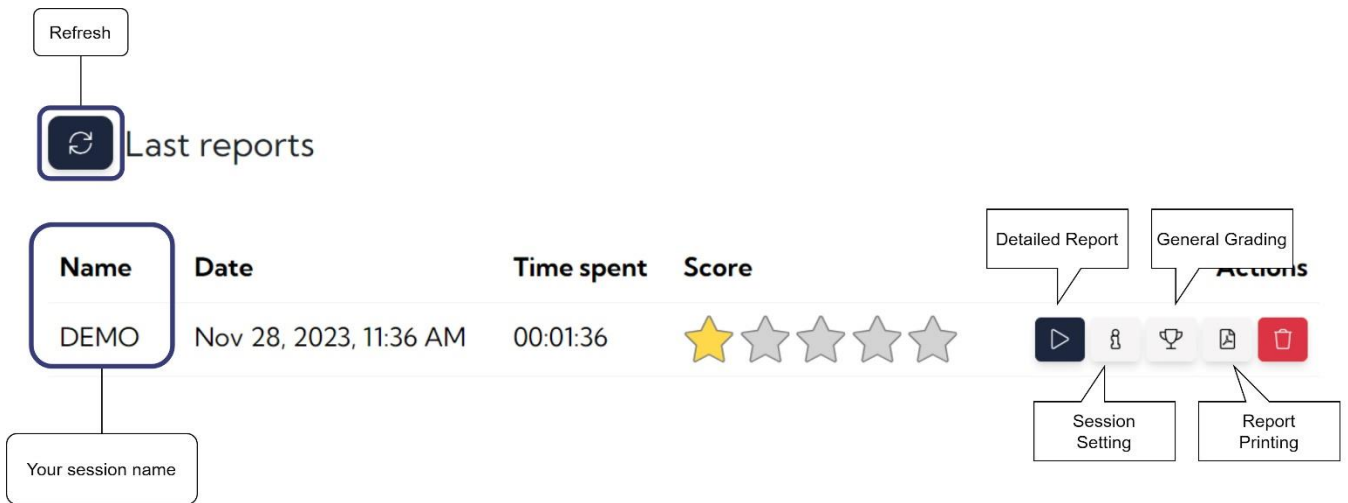 Refresh
Last reports
Detailed Report
General Grading
Name Date Time spent Score Actions
DEMO Nov 28, 2023, 11:36 AM 00:01:36
Session
Setting
Report
Printing
Your session name